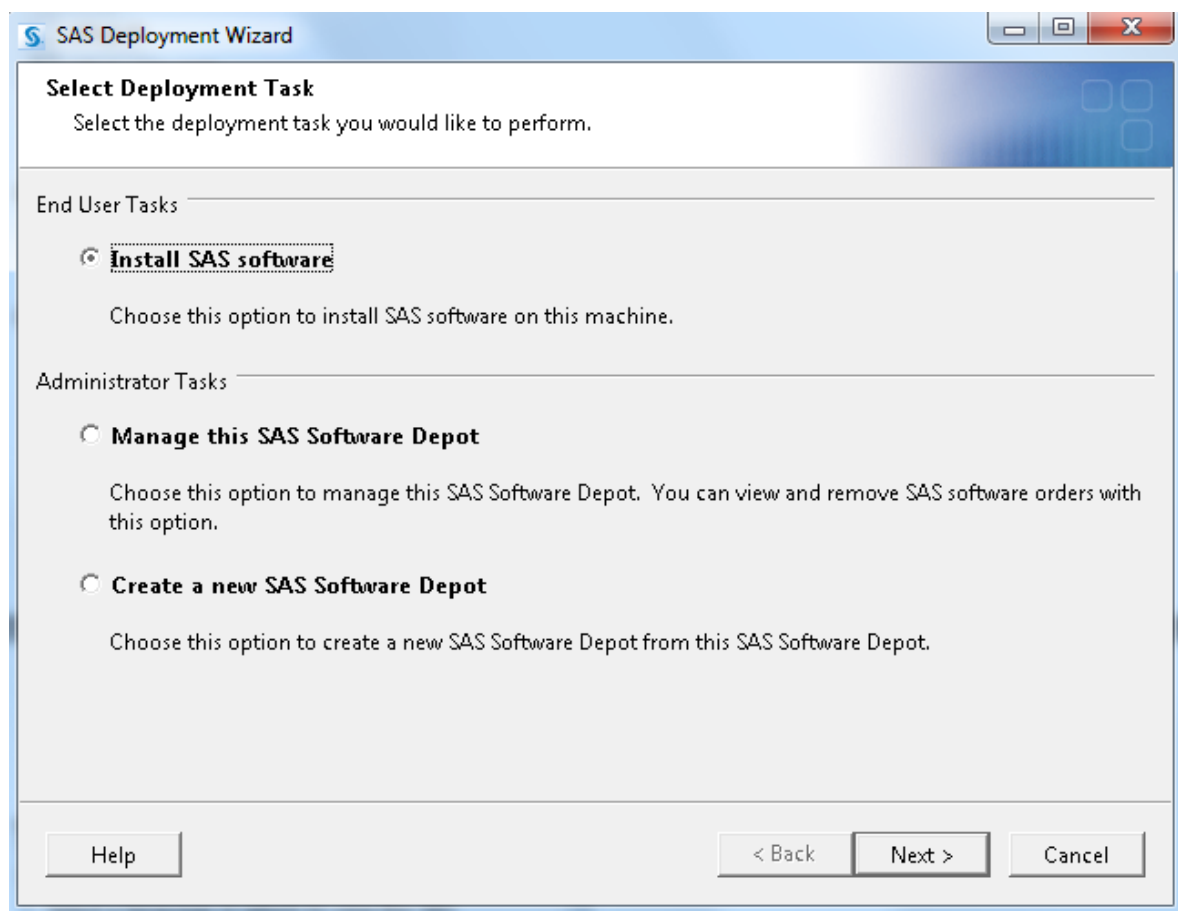 SAS Deployment Wizard
Select Deployment Task
Select the deployment task you would like to perform.
End User Tasks
Install SAS software
Choose this option to install SAS software on this machine.
Administrator Tasks
Manage this SAS Software Depot
Choose this option to manage this SAS Software Depot.  You can view and remove SAS software orders with
this option.
Create a new SAS Software Depot
Choose this option to create a new SAS Software Depot from this SAS Software Depot.
Help
< Back
Next >
Cancel